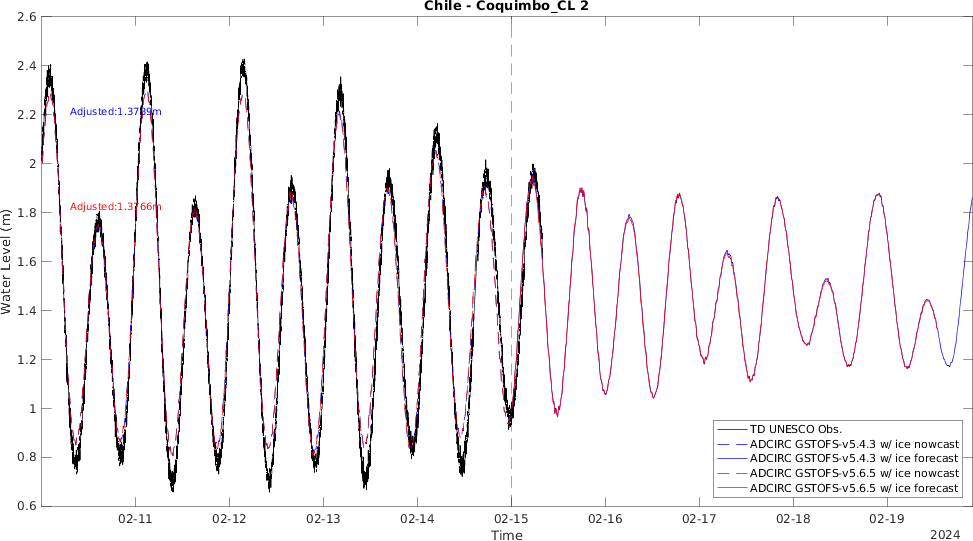 Chile - Coquimbo_CL 2
2.6
2.4
2.2
2
1.8
1.6
1.4
1.2
1
0.8
0.6
Water Level (m)
Adjusted:1.3789m
Adjusted:1.3766m
TD UNESCO Obs.
ADCIRC GSTOFS-v5.4.3 w/ ice nowcast
ADCIRC GSTOFS-v5.4.3 w/ ice forecast
ADCIRC GSTOFS-v5.6.5 w/ ice nowcast
ADCIRC GSTOFS-v5.6.5 w/ ice forecast
02-11 02-12 02-13 02-14 02-15 02-16 02-17 02-18 02-19
Time
2024